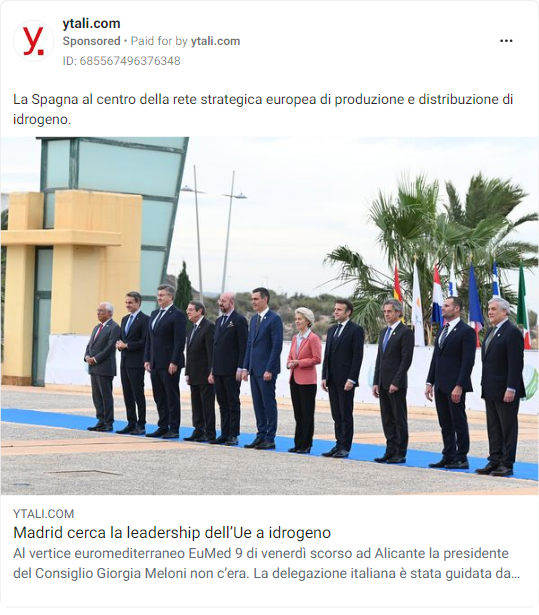 y.
ytali.com
Sponsored • Paid for by ytali.com
ID: 685567496376348
La Spagna al centro della rete strategica europea di produzione e distribuzione di
idrogeno.
YTALI.COM
Madrid cerca la leadership dell’Ue a idrogeno
Al vertice euromediterraneo EuMed 9 di venerdì scorso ad Alicante la presidente
del Consiglio Giorgia Meloni non c’era. La delegazione italiana è stata guidata da...